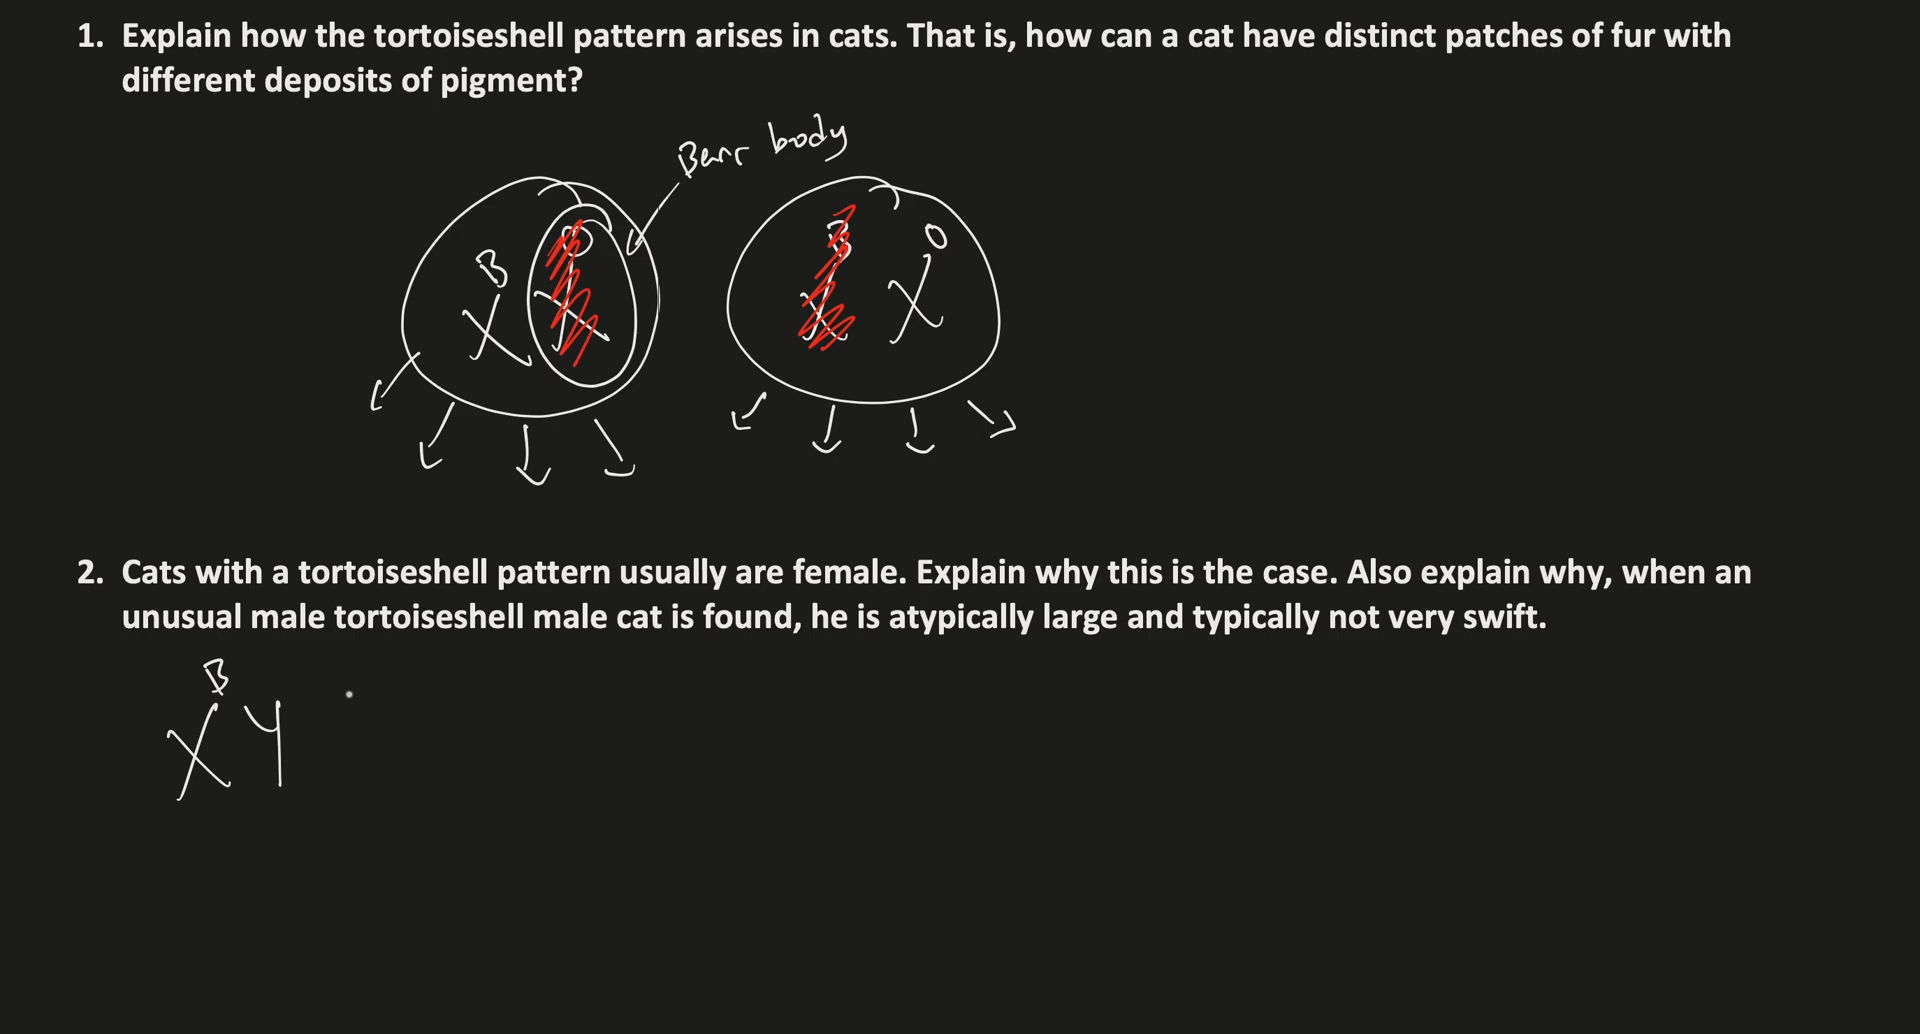 1. Explain how the tortoiseshell pattern arises in cats. That is, how can a cat have distinct patches of fur with
different deposits of pigment?
Barr body
B O B O
X X X X
2. Cats with a tortoiseshell pattern usually are female. Explain why this is the case. Also explain why, when an
unusual male tortoiseshell male cat is found, he is atypically large and typically not very swift.
B
X Y